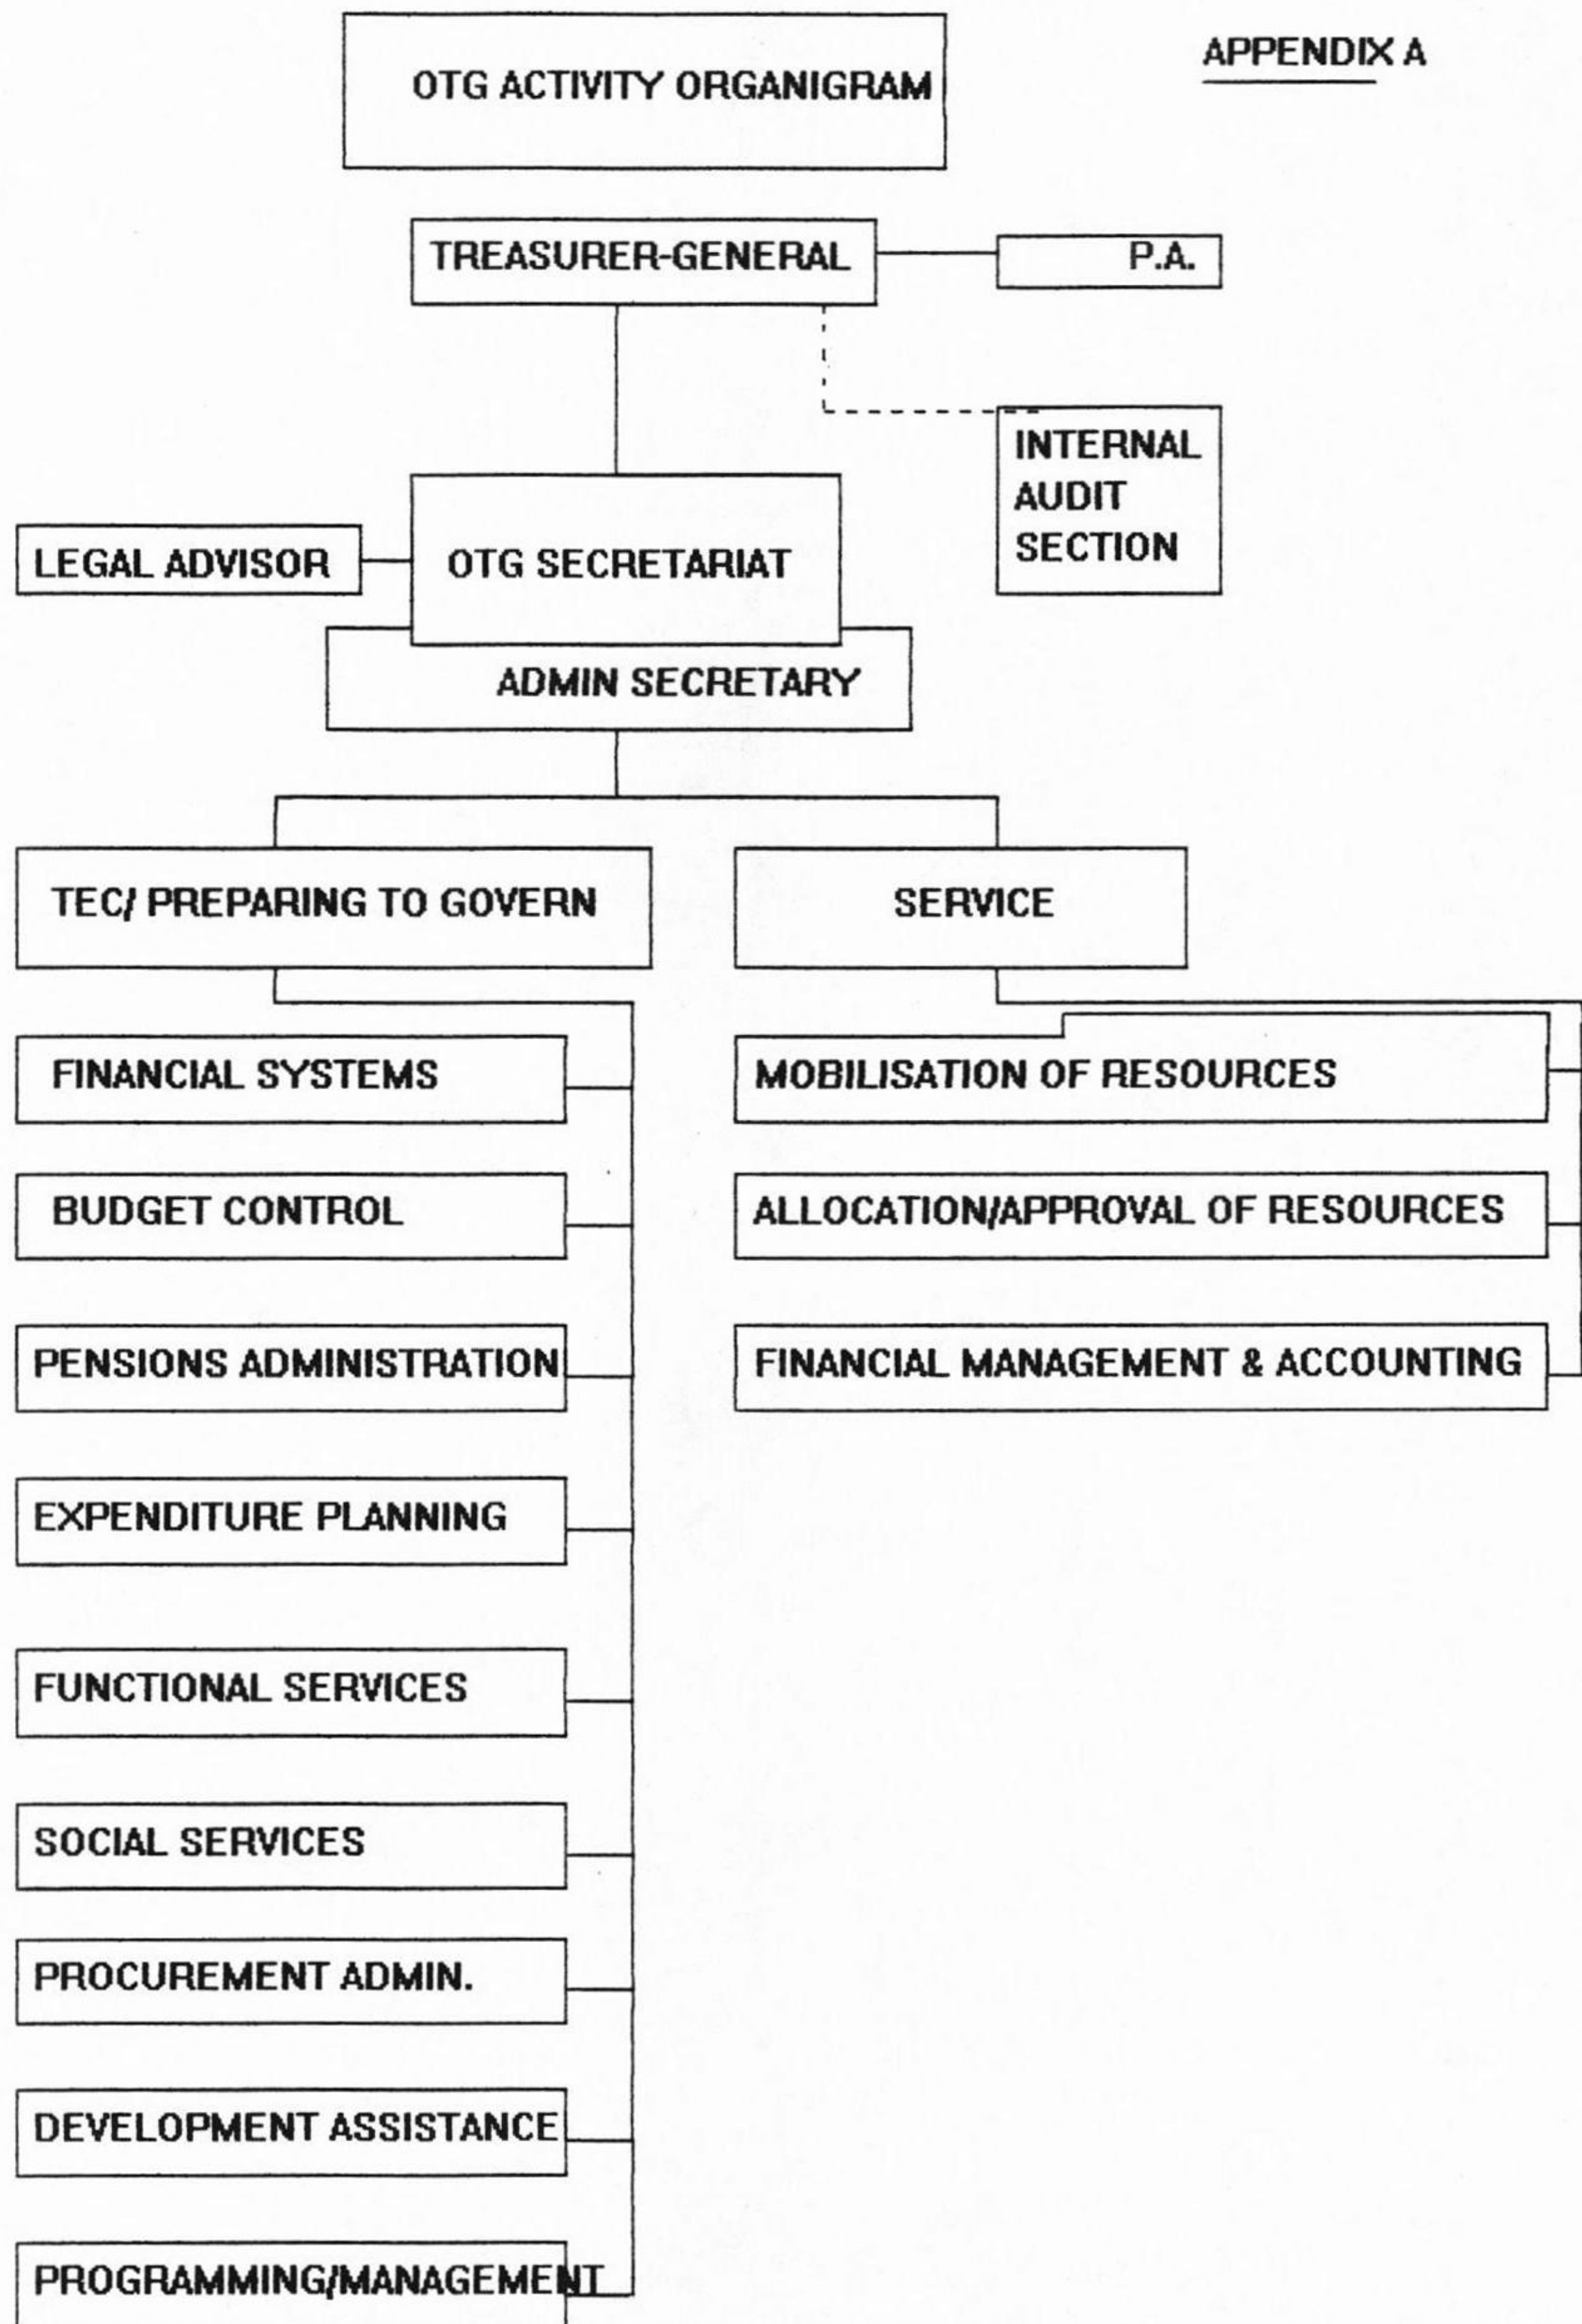 APPENDIX A
OTG ACTIVITY ORGANIGRAM
TREASURER-GENERAL
P.A.
INTERNAL
AUDIT
SECTION
LEGAL ADVISOR
OTG SECRETARIAT
ADMIN SECRETARY
TEC/ PREPARING TO GOVERN
SERVICE
FINANCIAL SYSTEMS
BUDGET CONTROL
PENSIONS ADMINISTRATION
EXPENDITURE PLANNING
FUNCTIONAL SERVICES
SOCIAL SERVICES
PROCUREMENT ADMIN.
DEVELOPMENT ASSISTANCE
PROGRAMMING/MANAGEMENT
MOBILISATION OF RESOURCES
ALLOCATION/APPROVAL OF RESOURCES
FINANCIAL MANAGEMENT & ACCOUNTING